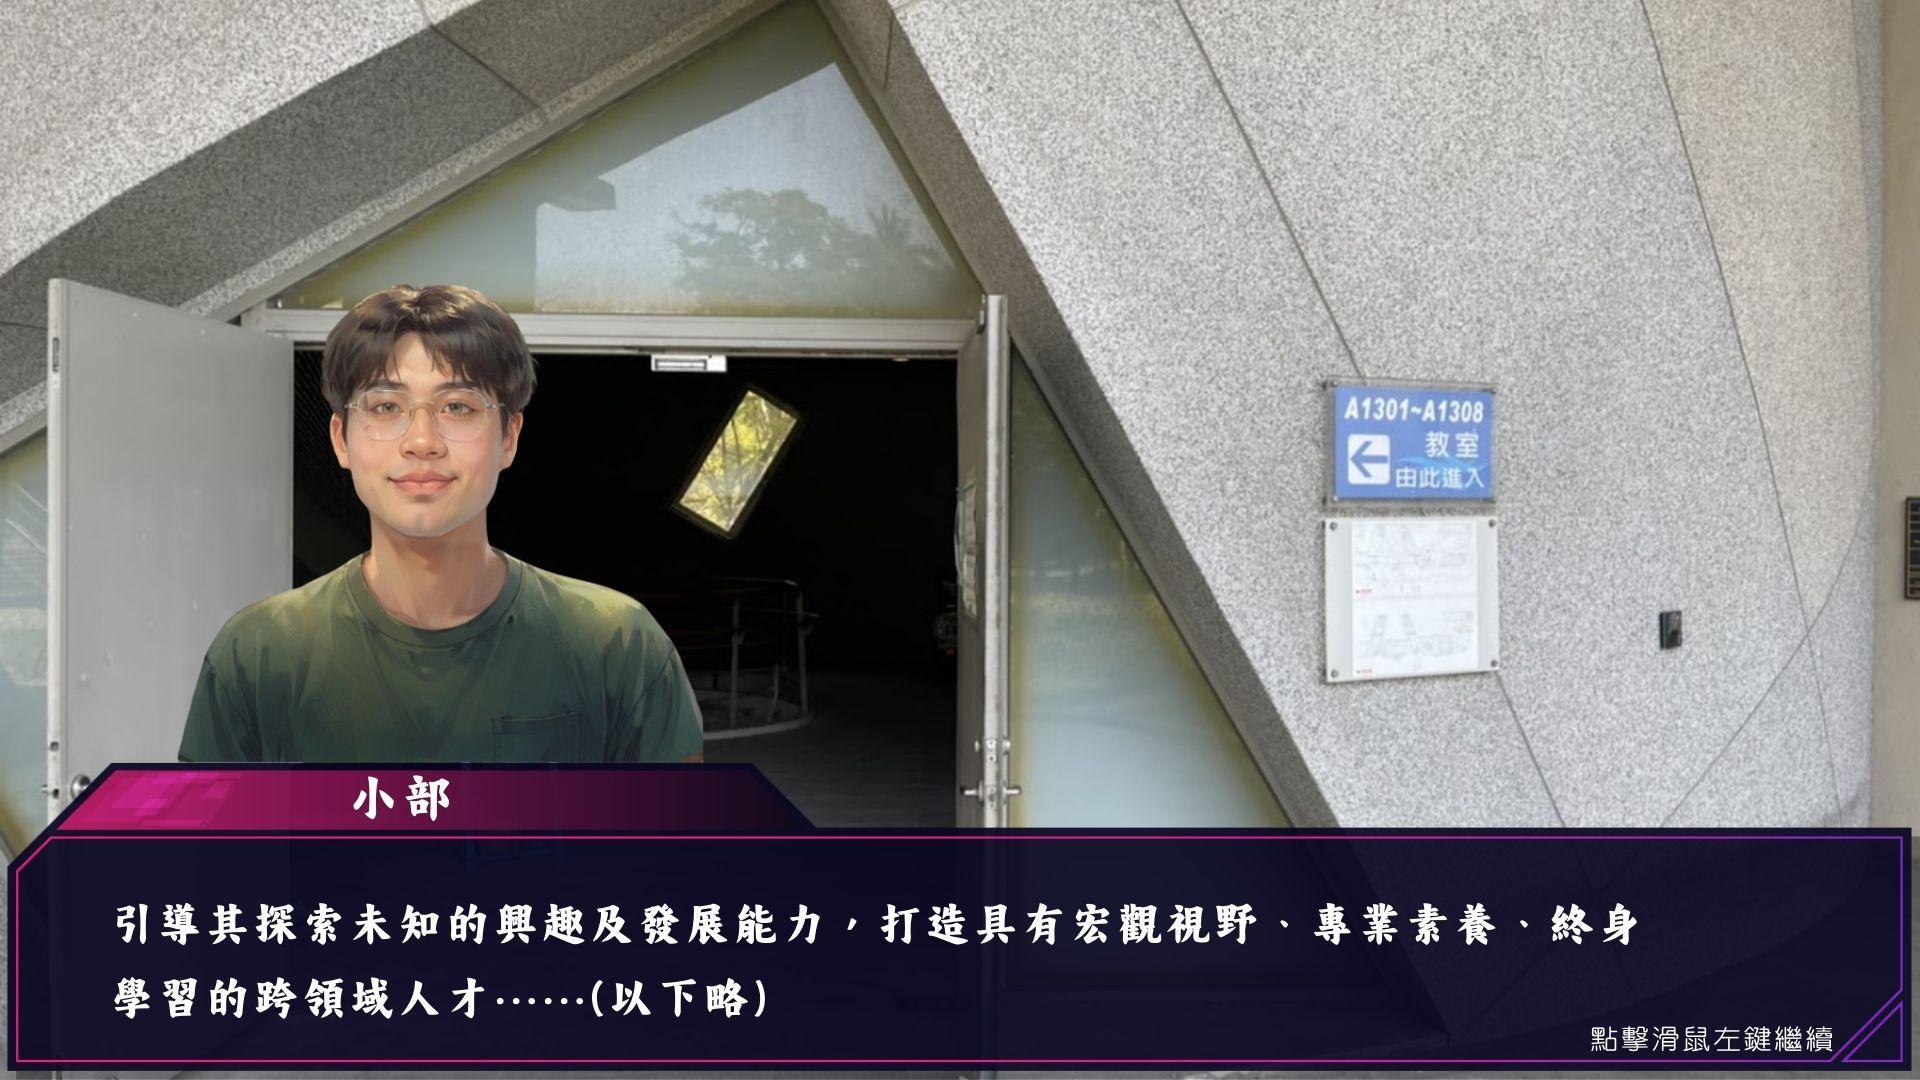 A1301~A1308
教室
由此進入
小部
引導其探索未知的興趣及發展能力，打造具有宏觀視野、專業素養、終身
學習的跨領域人才……(以下略)
點擊滑鼠左鍵繼續